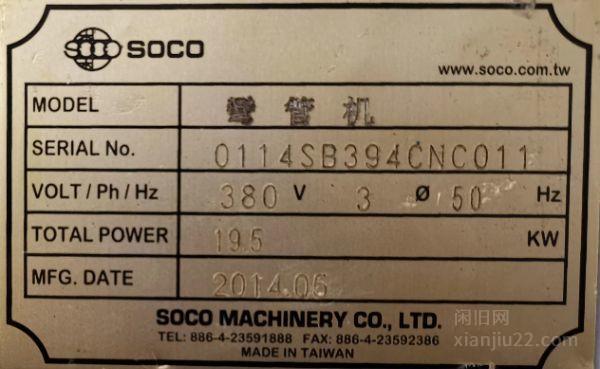 SOCO SOCO
www.soco.com.tw
MODEL 彎管机
SERIAL No. 0114SB394CNC011
VOLT / Ph / Hz 380 V 3 Ø 50 Hz
TOTAL POWER 19.5 KW
MFG. DATE 2014.06
SOCO MACHINERY CO., LTD.
TEL: 886-4-23591888 FAX: 886-4-23592386
MADE IN TAIWAN
闲旧网
xianjiu22.com